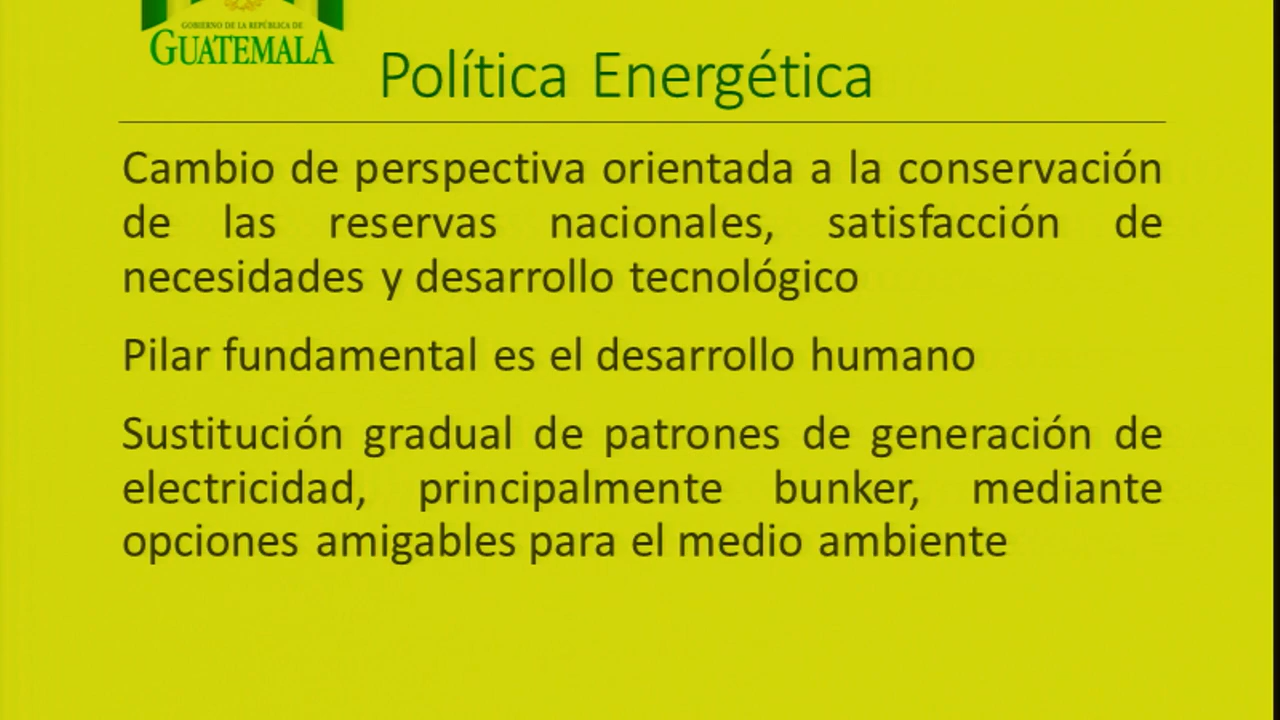 GOBIERNO DE LA REPÚBLICA DE
GUATEMALA
Política Energética
Cambio de perspectiva orientada a la conservación
de las reservas nacionales, satisfacción de
necesidades y desarrollo tecnológico
Pilar fundamental es el desarrollo humano
Sustitución gradual de patrones de generación de
electricidad, principalmente bunker, mediante
opciones amigables para el medio ambiente